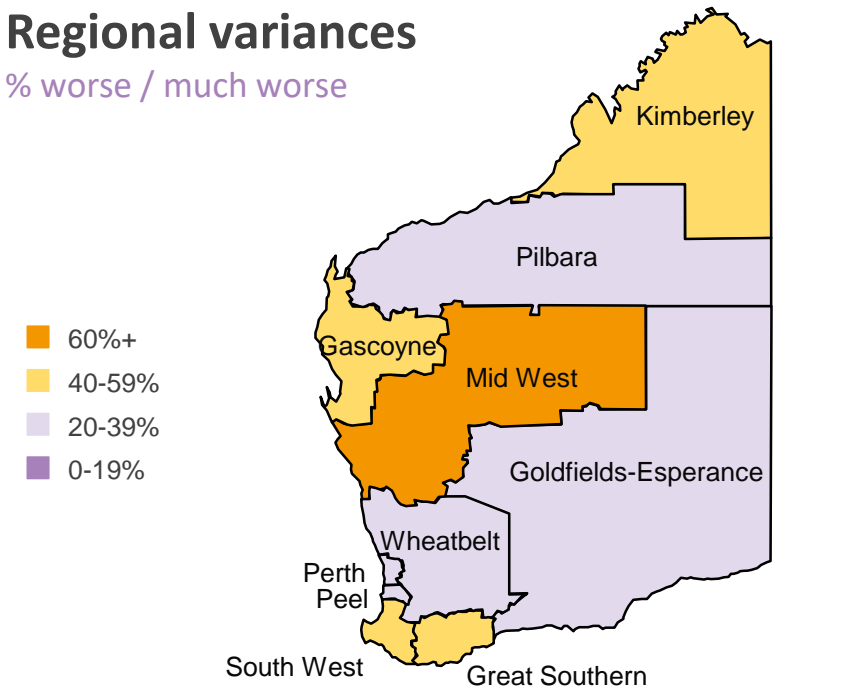 Regional variances
% worse / much worse
Kimberley
Pilbara
60%+
40-59%
20-39%
0-19%
Gascoyne
Mid West
Goldfields-Esperance
Wheatbelt
Perth
Peel
South West
Great Southern